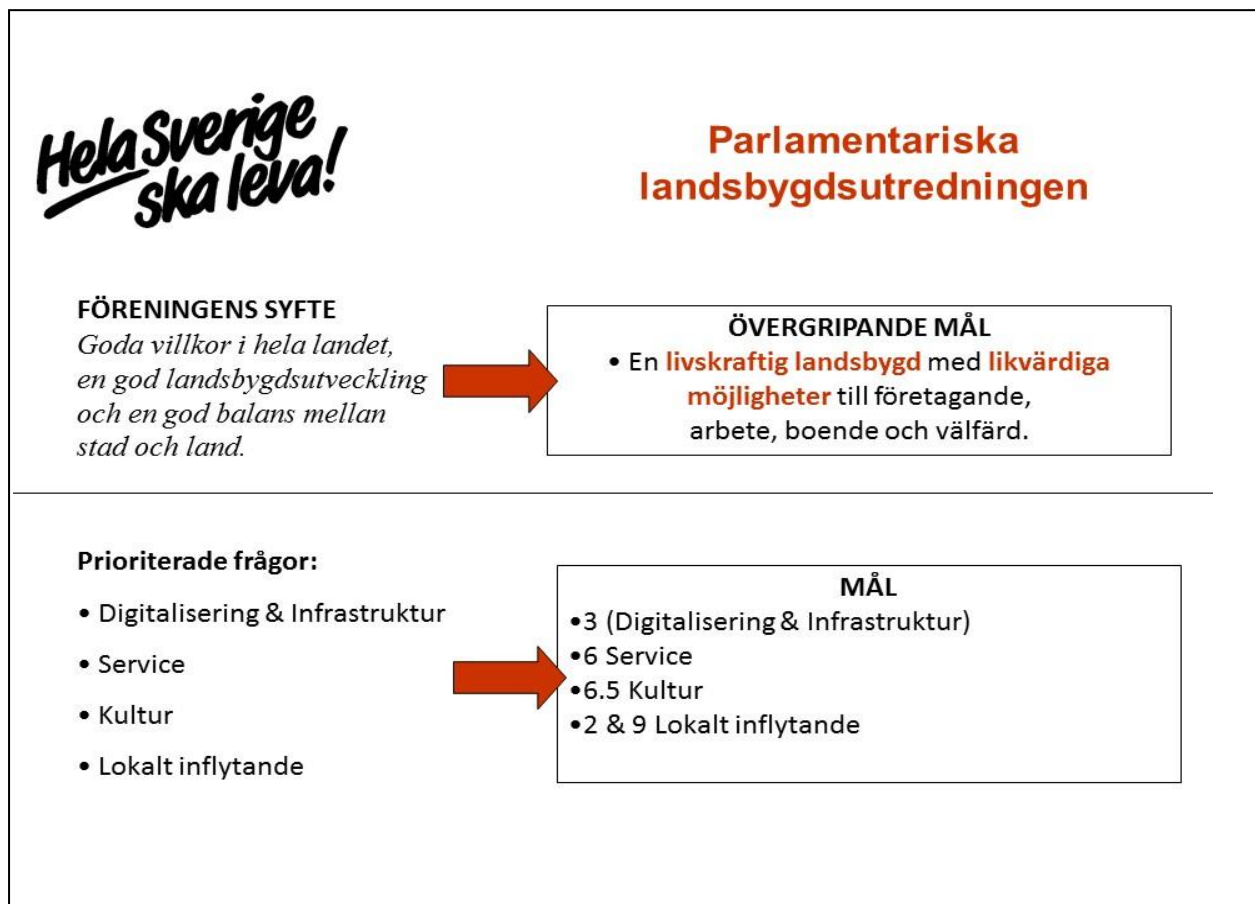 Hela Sverige
ska leva!
Parlamentariska
landsbygdsutredningen
FÖRENINGENS SYFTE
Goda villkor i hela landet,
en god landsbygdsutveckling
och en god balans mellan
stad och land.
ÖVERGRIPANDE MÅL
• En livskraftig landsbygd med likvärdiga
möjligheter till företagande,
arbete, boende och välfärd.
Prioriterade frågor:
• Digitalisering & Infrastruktur
• Service
• Kultur
• Lokalt inflytande
MÅL
•3 (Digitalisering & Infrastruktur)
•6 Service
•6.5 Kultur
•2 & 9 Lokalt inflytande